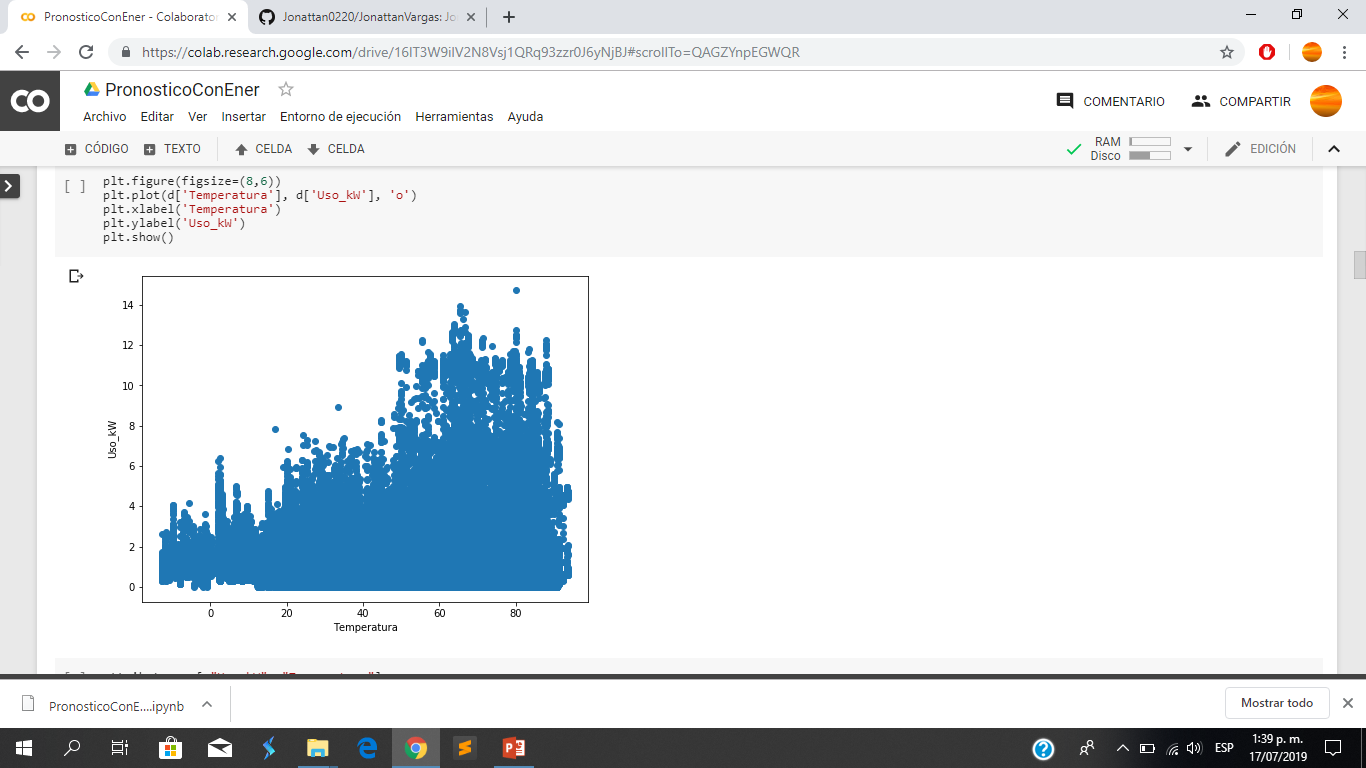 PronosticoConEner - Colaborator
Jonattan0220/JonattanVargas: Jo
https://colab.research.google.com/drive/16IT3W9iIV2N8Vsj1QRq93zzr0J6yNjBJ#scrollTo=QAGZYnpEGWQR
PronosticoConEner
Archivo Editar Ver Insertar Entorno de ejecución Herramientas Ayuda
COMENTARIO
COMPARTIR
CÓDIGO TEXTO CELDA CELDA
RAM
Disco
EDICIÓN
[ ]
plt.figure(figsize=(8,6))
plt.plot(d['Temperatura'], d['Uso_kW'], 'o')
plt.xlabel('Temperatura')
plt.ylabel('Uso_kW')
plt.show()
14
12
10
8
6
4
2
0
Uso_kW
0 20 40 60 80
Temperatura
PronosticoConE....ipynb
Mostrar todo
ESP
1:39 p. m.
17/07/2019